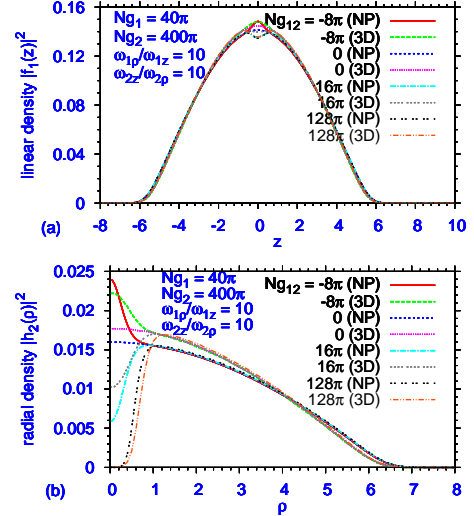 linear density |f₁(z)|²
0.16
0.12
0.08
0.04
0
Ng₁ = 40π
Ng₂ = 400π
ω₁ρ/ω₁z = 10
ω₂z/ω₂ρ = 10
Ng₁₂ = -8π (NP)
-8π (3D)
0 (NP)
0 (3D)
16π (NP)
16π (3D)
128π (NP)
128π (3D)
-8 -6 -4 -2 0 2 4 6 8 10
(a)
z
radial density |h₂(ρ)|²
0.025
0.02
0.015
0.01
0.005
0
Ng₁ = 40π
Ng₂ = 400π
ω₁ρ/ω₁z = 10
ω₂z/ω₂ρ = 10
Ng₁₂ = -8π (NP)
-8π (3D)
0 (NP)
0 (3D)
16π (NP)
16π (3D)
128π (NP)
128π (3D)
0 1 2 3 4 5 6 7 8
(b)
ρ